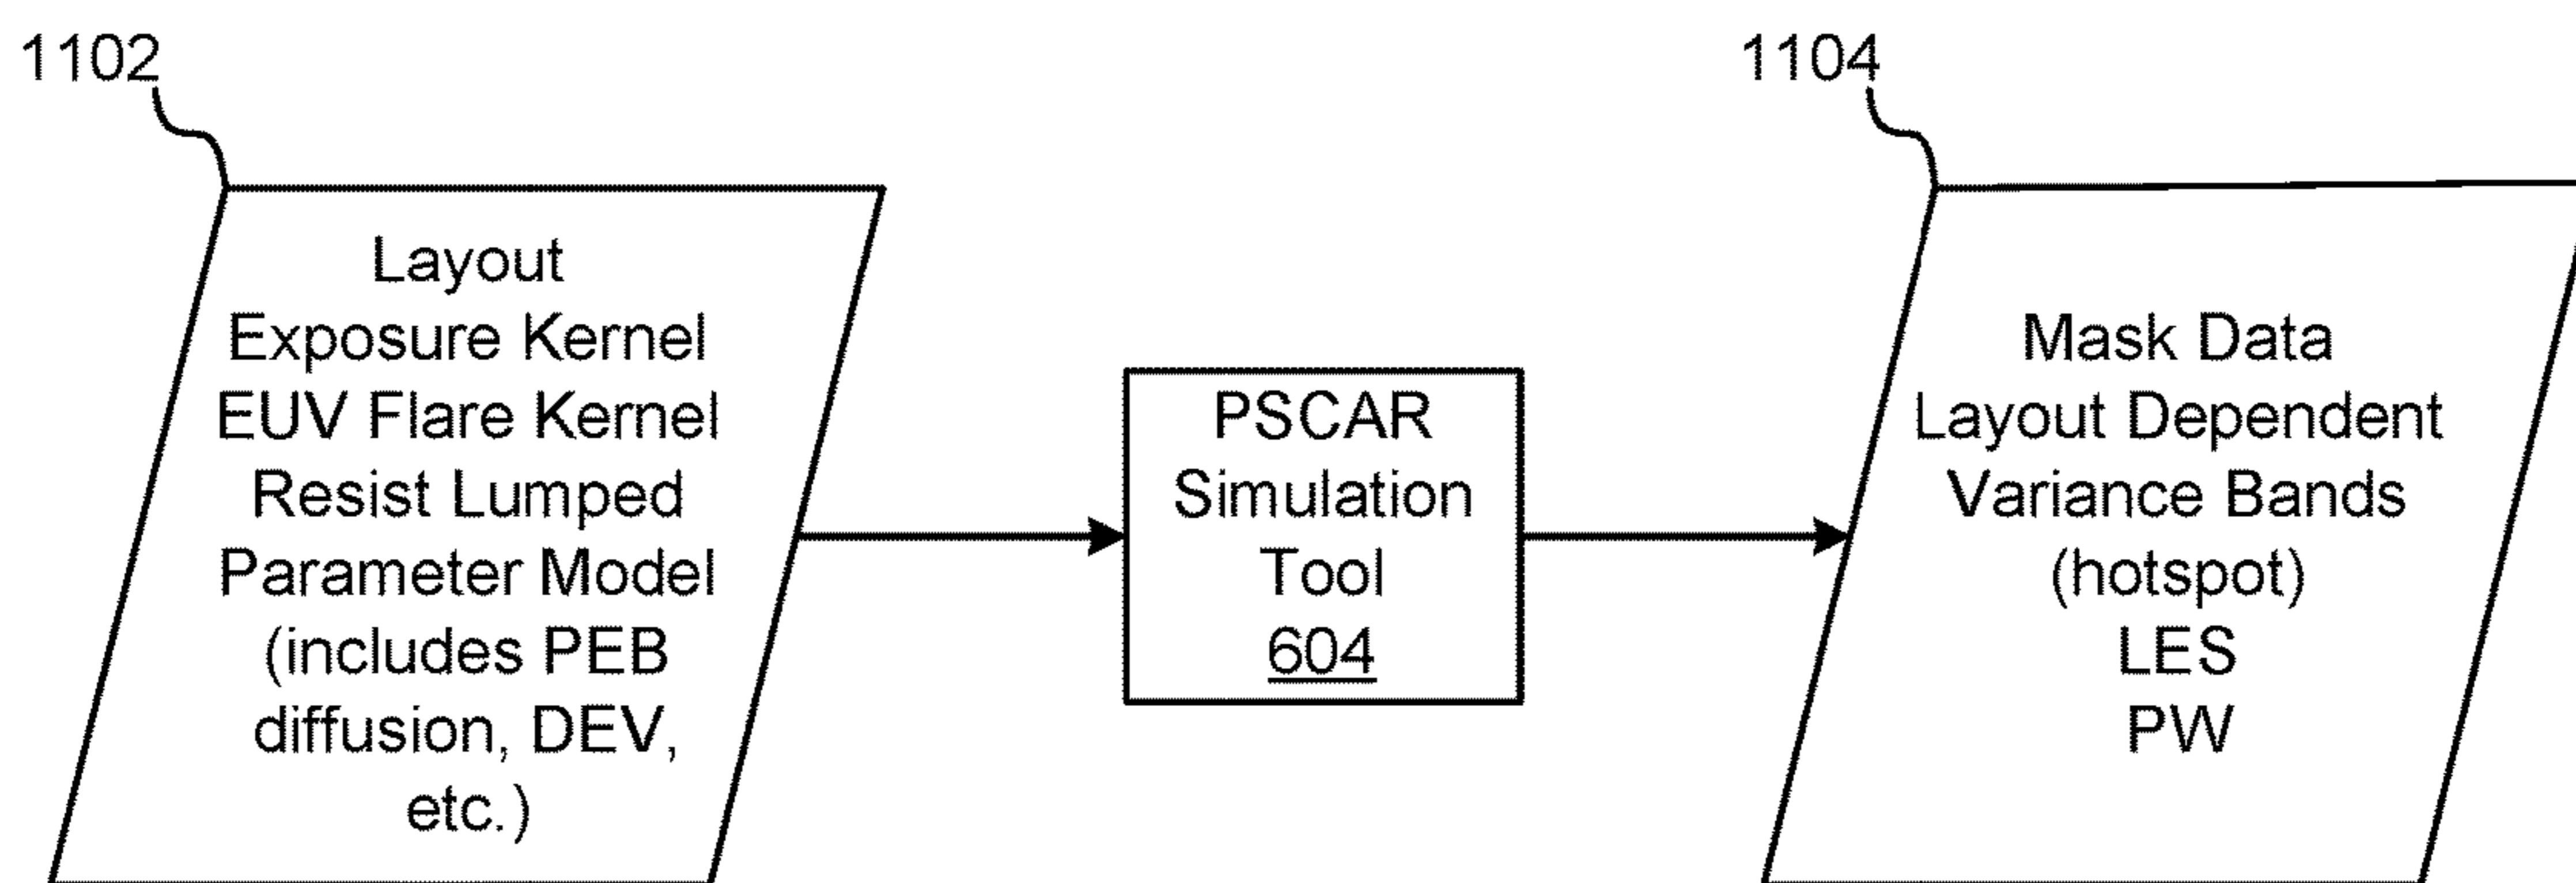 1102
1104
Layout
Exposure Kernel
EUV Flare Kernel
Resist Lumped
Parameter Model
(includes PEB
diffusion, DEV,
etc.)
PSCAR
Simulation
Tool
604
Mask Data
Layout Dependent
Variance Bands
(hotspot)
LES
PW